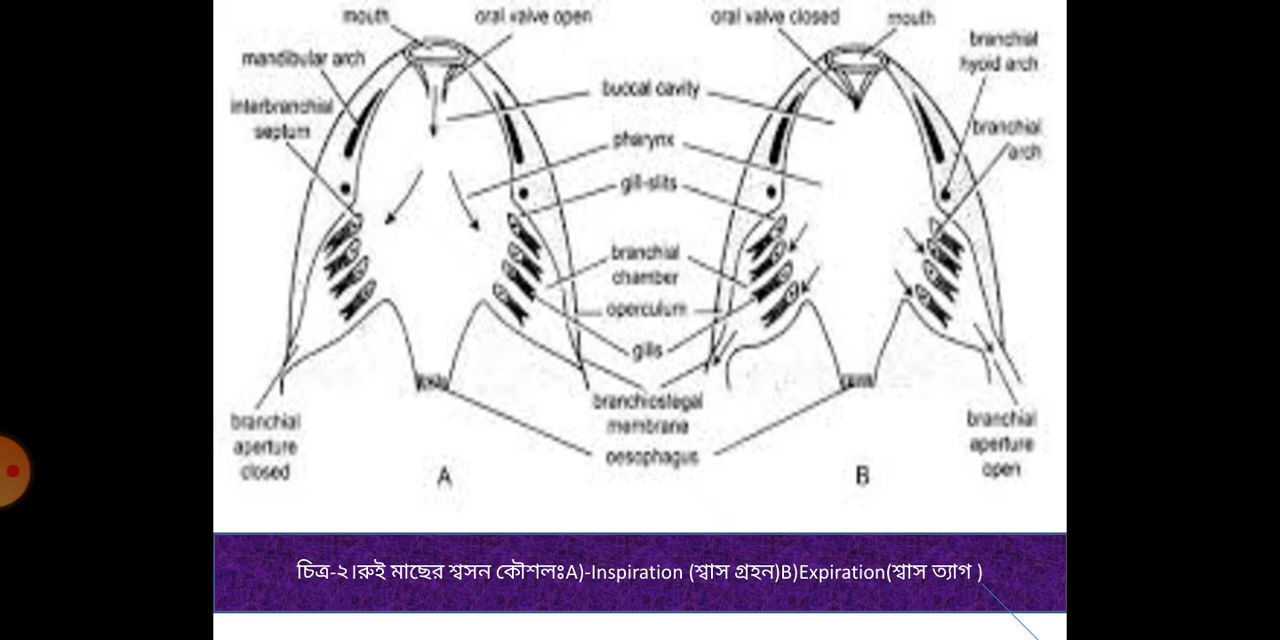 mouth
oral valve open
oral valve closed
mouth
mandibular arch
branchial
hyoid arch
interbranchial
septum
buccal cavity
branchial
arch
pharynx
gill-slits
branchial
chamber
operculum
gills
branchiostegal
membrane
branchial
aperture
closed
oesophagus
branchial
aperture
open
A
B
চিত্র-২।রুই মাছের শ্বসন কৌশলঃA)-Inspiration (শ্বাস গ্রহন)B)Expiration(শ্বাস ত্যাগ )